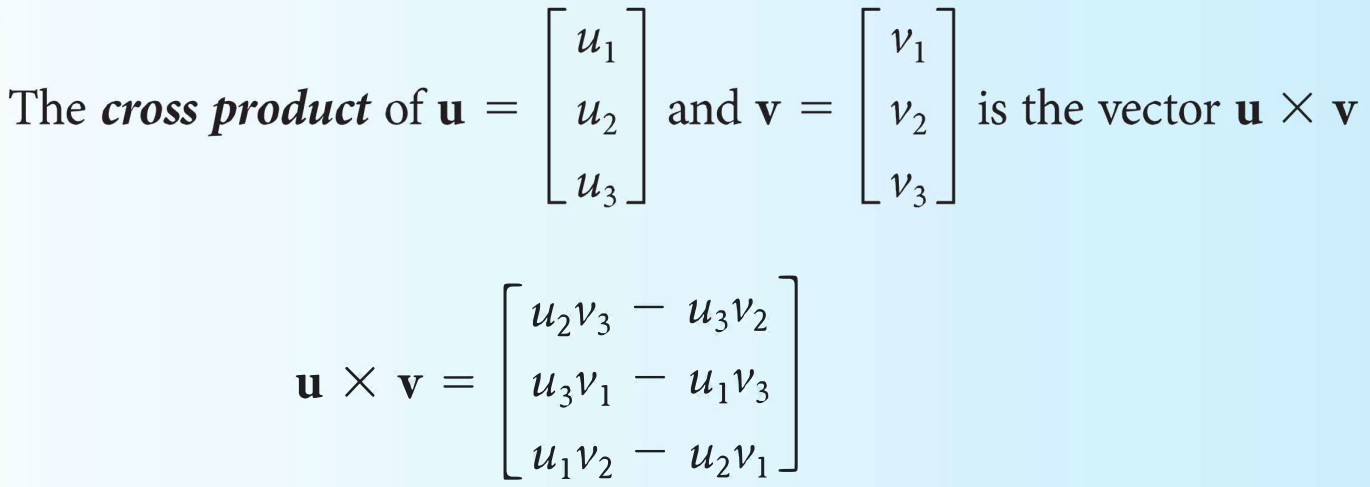 The cross product of u = [u₁ u₂ u₃] and v = [v₁ v₂ v₃] is the vector u × v
u × v = [u₂v₃ − u₃v₂
u₃v₁ − u₁v₃
u₁v₂ − u₂v₁]